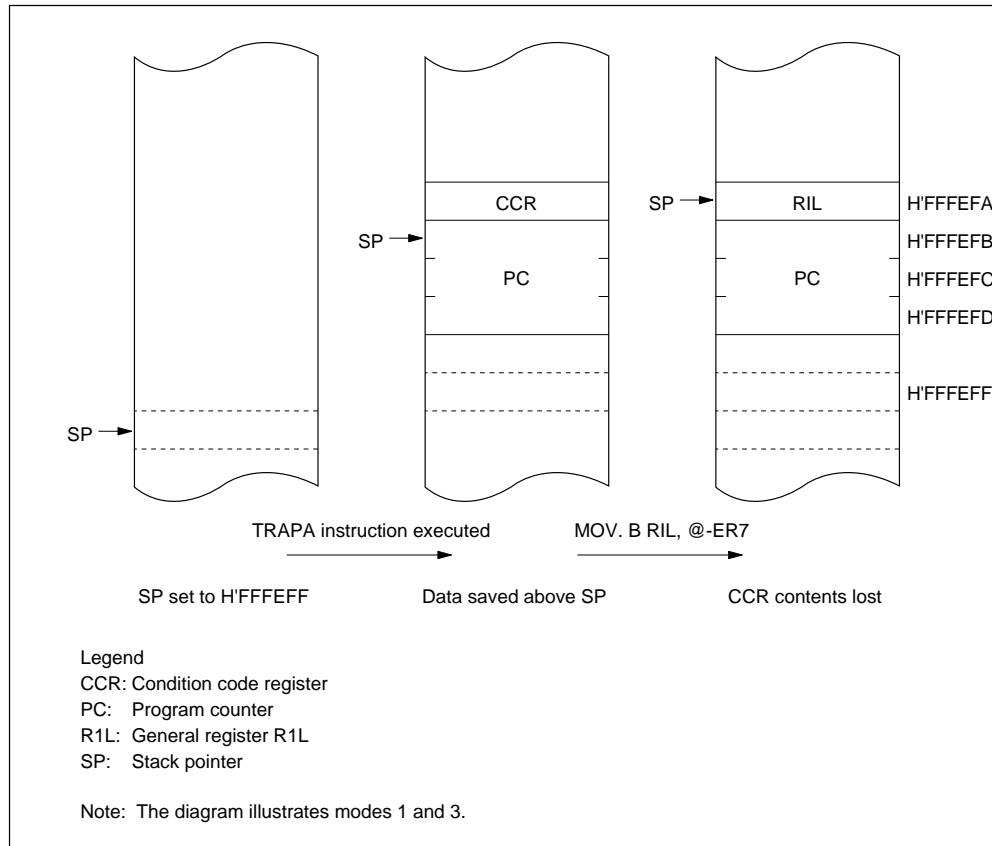 CCR
SP
RIL
H'FFFEFA
SP
H'FFFEFB
PC
PC
H'FFFEFC
H'FFFEFD
H'FFFEFF
SP
TRAPA instruction executed
MOV. B RIL, @-ER7
SP set to H'FFFEFF
Data saved above SP
CCR contents lost
Legend
CCR: Condition code register
PC: Program counter
R1L: General register R1L
SP: Stack pointer
Note: The diagram illustrates modes 1 and 3.